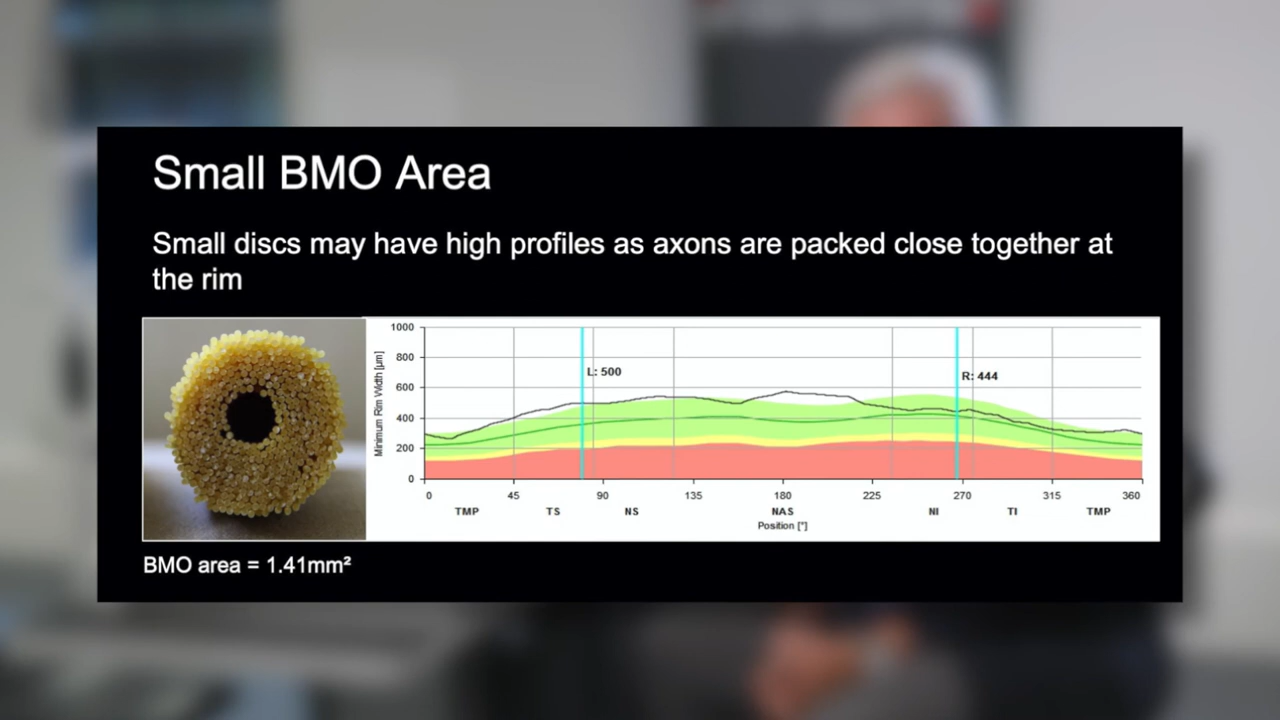 Small BMO Area
Small discs may have high profiles as axons are packed close together at
the rim
1000
800
600
400
200
0
Minimum Rim Width [µm]
L: 500
R: 444
0 45 90 135 180 225 270 315 360
TMP TS NS NAS NI TI TMP
Position [°]
BMO area = 1.41mm²